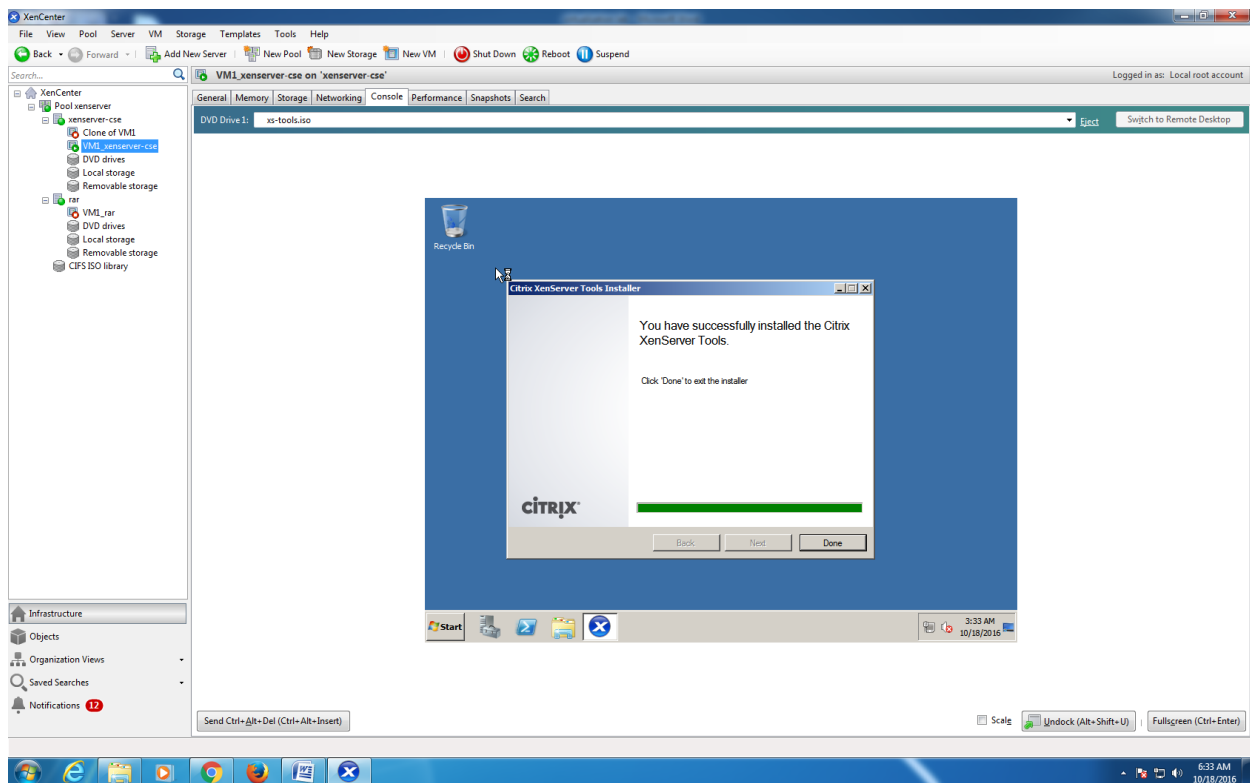 XenCenter
File View Pool Server VM Storage Templates Tools Help
Back Forward Add New Server New Pool New Storage New VM Shut Down Reboot Suspend
Search...
VM1_xenserver-cse on 'xenserver-cse'
Logged in as: Local root account
General Memory Storage Networking Console Performance Snapshots Search
DVD Drive 1: xs-tools.iso Eject Switch to Remote Desktop
XenCenter
Pool xenserver
xenserver-cse
Clone of VM1
VM1_xenserver-cse
DVD drives
Local storage
Removable storage
rar
VM1_rar
DVD drives
Local storage
Removable storage
CIFS ISO library
Recycle Bin
Citrix XenServer Tools Installer
You have successfully installed the Citrix
XenServer Tools.
Click 'Done' to exit the installer
CITRIX
Back Next Done
Start
3:33 AM
10/18/2016
Infrastructure
Objects
Organization Views
Saved Searches
Notifications 12
Send Ctrl+Alt+Del (Ctrl+Alt+Insert)
Scale Undock (Alt+Shift+U) Fullscreen (Ctrl+Enter)
6:33 AM
10/18/2016